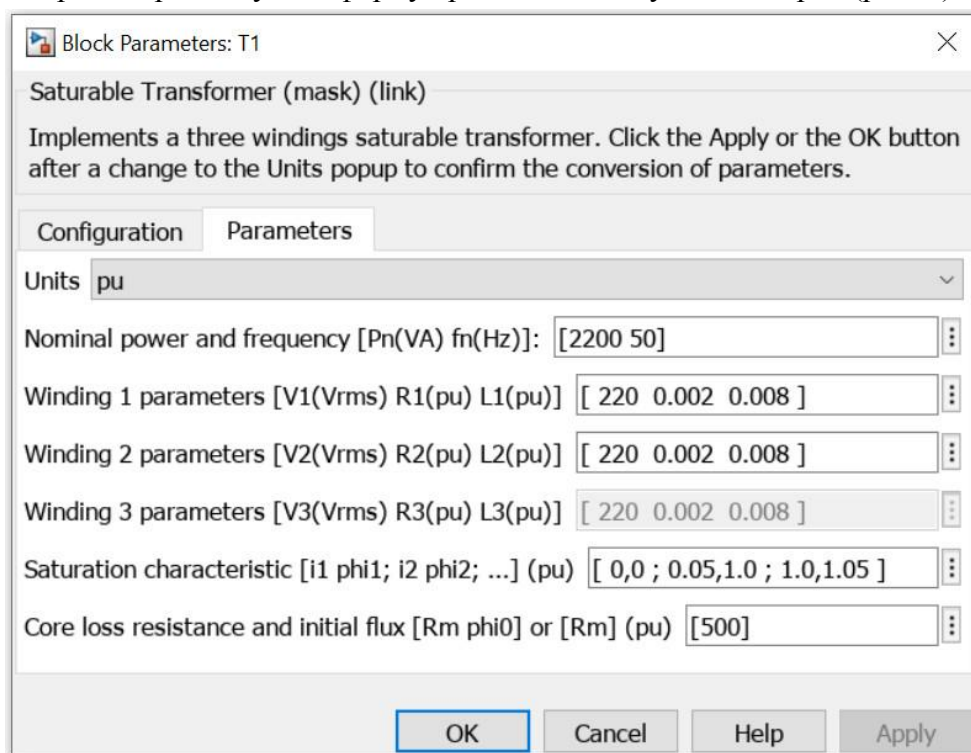 Block Parameters: T1
Saturable Transformer (mask) (link)
Implements a three windings saturable transformer. Click the Apply or the OK button
after a change to the Units popup to confirm the conversion of parameters.
Configuration Parameters
Units pu
Nominal power and frequency [Pn(VA) fn(Hz)]: [2200 50]
Winding 1 parameters [V1(Vrms) R1(pu) L1(pu)] [ 220 0.002 0.008 ]
Winding 2 parameters [V2(Vrms) R2(pu) L2(pu)] [ 220 0.002 0.008 ]
Winding 3 parameters [V3(Vrms) R3(pu) L3(pu)] [ 220 0.002 0.008 ]
Saturation characteristic [i1 phi1; i2 phi2; ...] (pu) [ 0,0 ; 0.05,1.0 ; 1.0,1.05 ]
Core loss resistance and initial flux [Rm phi0] or [Rm] (pu) [500]
OK Cancel Help Apply